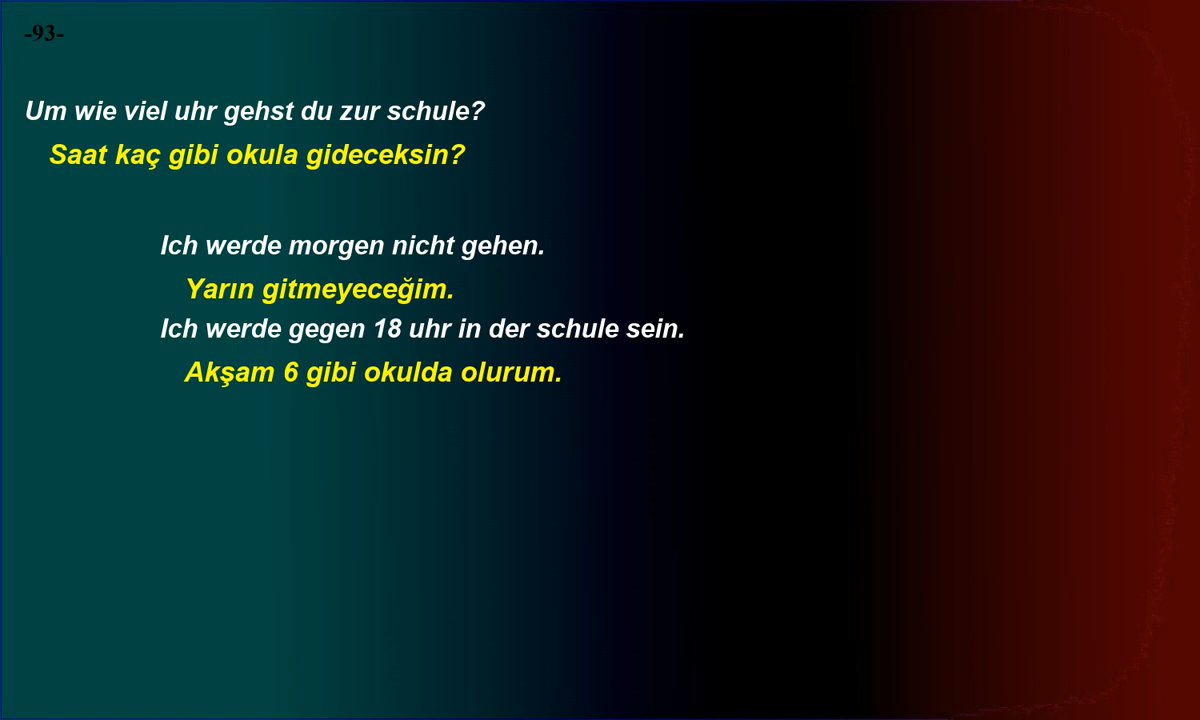 -93-
Um wie viel uhr gehst du zur schule?
Saat kaç gibi okula gideceksin?
Ich werde morgen nicht gehen.
Yarın gitmeyeceğim.
Ich werde gegen 18 uhr in der schule sein.
Akşam 6 gibi okulda olurum.